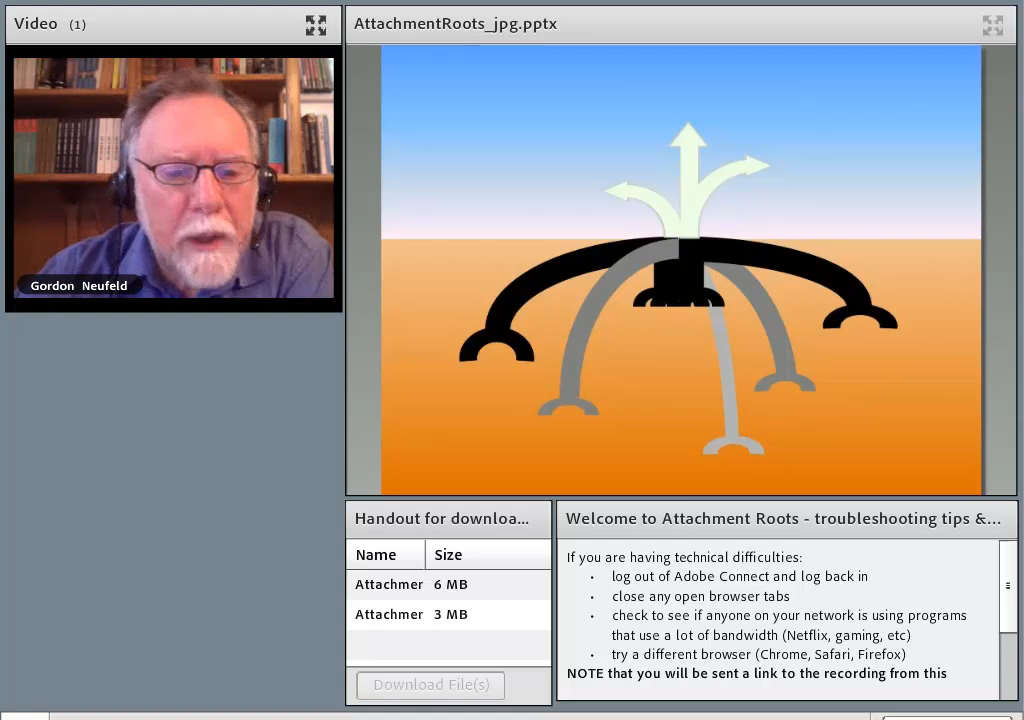 Video (1)
AttachmentRoots_jpg.pptx
Gordon Neufeld
Handout for downloa...
Name Size
Attachmer 6 MB
Attachmer 3 MB
Download File(s)
Welcome to Attachment Roots - troubleshooting tips &...
If you are having technical difficulties:
• log out of Adobe Connect and log back in
• close any open browser tabs
• check to see if anyone on your network is using programs
that use a lot of bandwidth (Netflix, gaming, etc)
• try a different browser (Chrome, Safari, Firefox)
NOTE that you will be sent a link to the recording from this